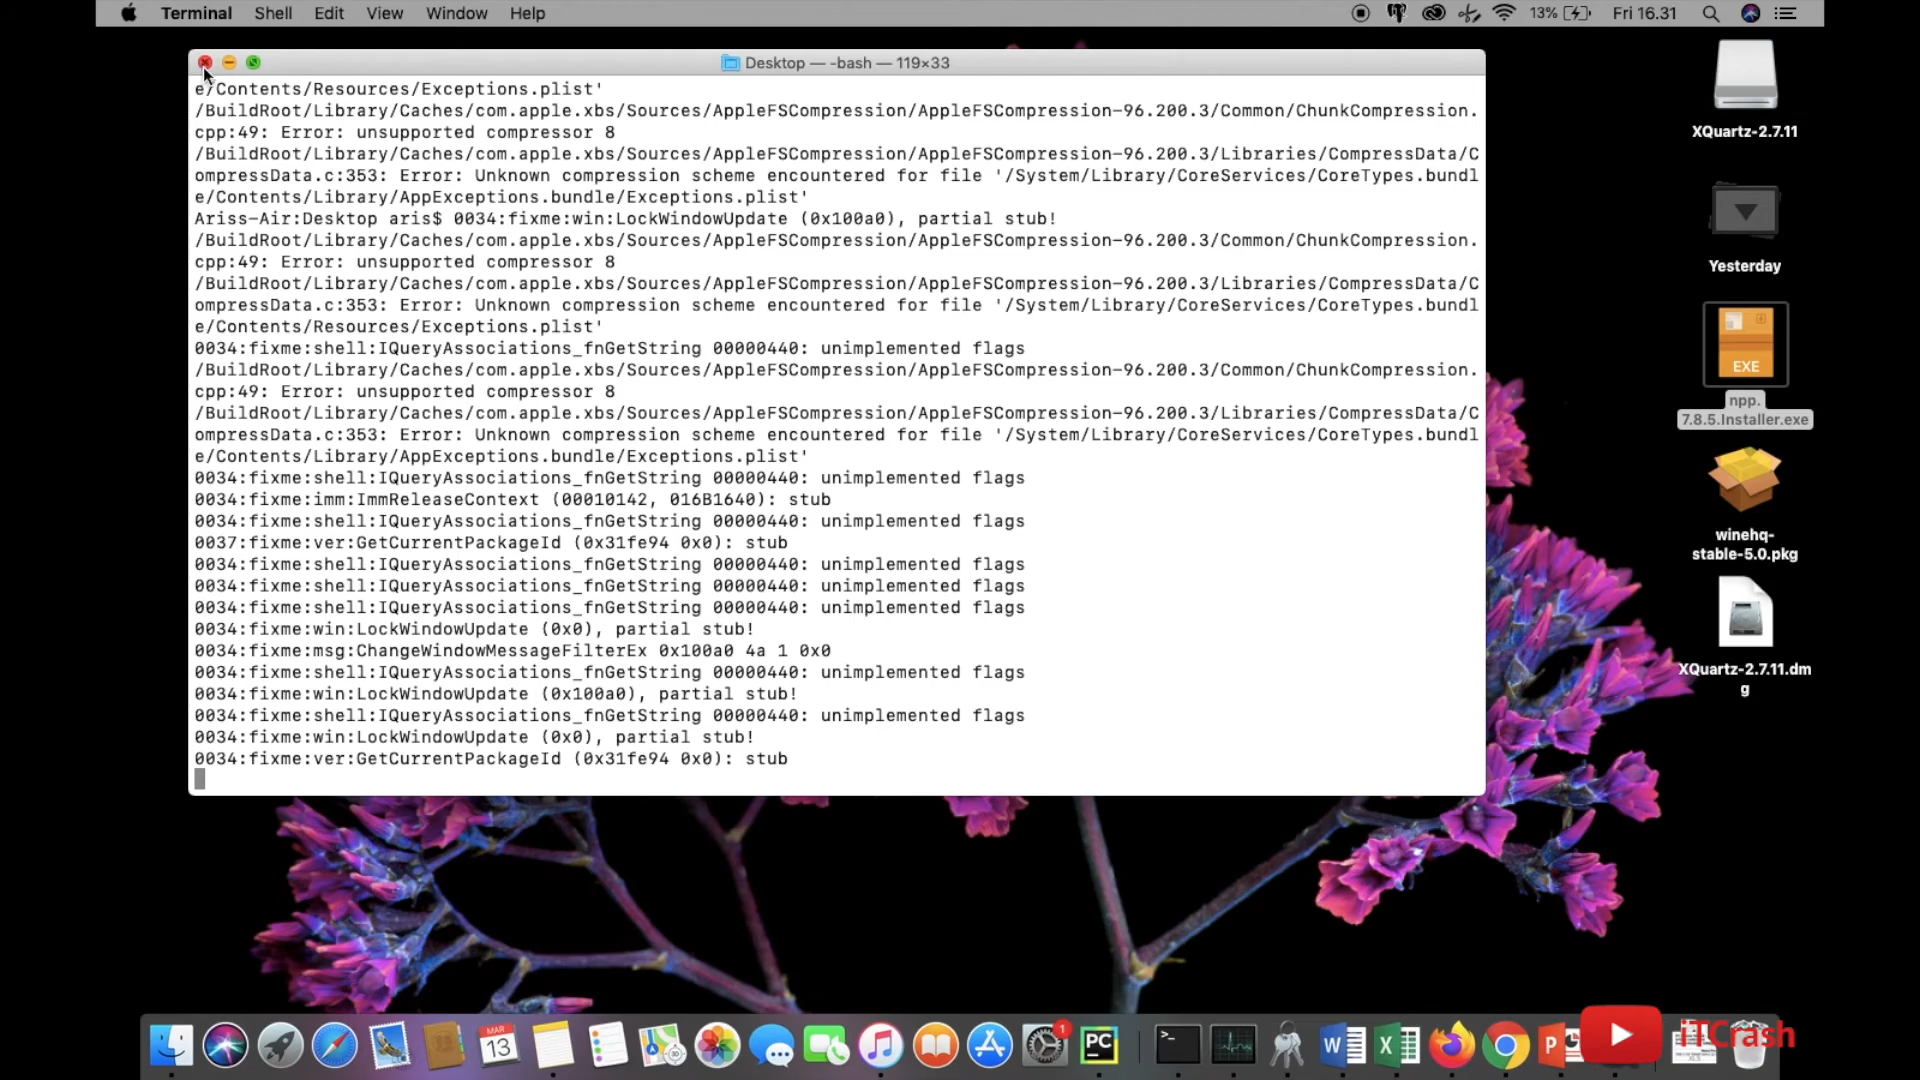 Terminal Shell Edit View Window Help 13% Fri 16.31
Desktop — -bash — 119×33
e/Contents/Resources/Exceptions.plist'
/BuildRoot/Library/Caches/com.apple.xbs/Sources/AppleFSCompression/AppleFSCompression-96.200.3/Common/ChunkCompression.
cpp:49: Error: unsupported compressor 8
/BuildRoot/Library/Caches/com.apple.xbs/Sources/AppleFSCompression/AppleFSCompression-96.200.3/Libraries/CompressData/C
ompressData.c:353: Error: Unknown compression scheme encountered for file '/System/Library/CoreServices/CoreTypes.bundl
e/Contents/Library/AppExceptions.bundle/Exceptions.plist'
Ariss-Air:Desktop aris$ 0034:fixme:win:LockWindowUpdate (0x100a0), partial stub!
/BuildRoot/Library/Caches/com.apple.xbs/Sources/AppleFSCompression/AppleFSCompression-96.200.3/Common/ChunkCompression.
cpp:49: Error: unsupported compressor 8
/BuildRoot/Library/Caches/com.apple.xbs/Sources/AppleFSCompression/AppleFSCompression-96.200.3/Libraries/CompressData/C
ompressData.c:353: Error: Unknown compression scheme encountered for file '/System/Library/CoreServices/CoreTypes.bundl
e/Contents/Resources/Exceptions.plist'
0034:fixme:shell:IQueryAssociations_fnGetString 00000440: unimplemented flags
/BuildRoot/Library/Caches/com.apple.xbs/Sources/AppleFSCompression/AppleFSCompression-96.200.3/Common/ChunkCompression.
cpp:49: Error: unsupported compressor 8
/BuildRoot/Library/Caches/com.apple.xbs/Sources/AppleFSCompression/AppleFSCompression-96.200.3/Libraries/CompressData/C
ompressData.c:353: Error: Unknown compression scheme encountered for file '/System/Library/CoreServices/CoreTypes.bundl
e/Contents/Library/AppExceptions.bundle/Exceptions.plist'
0034:fixme:shell:IQueryAssociations_fnGetString 00000440: unimplemented flags
0034:fixme:imm:ImmReleaseContext (00010142, 016B1640): stub
0034:fixme:shell:IQueryAssociations_fnGetString 00000440: unimplemented flags
0037:fixme:ver:GetCurrentPackageId (0x31fe94 0x0): stub
0034:fixme:shell:IQueryAssociations_fnGetString 00000440: unimplemented flags
0034:fixme:shell:IQueryAssociations_fnGetString 00000440: unimplemented flags
0034:fixme:shell:IQueryAssociations_fnGetString 00000440: unimplemented flags
0034:fixme:win:LockWindowUpdate (0x0), partial stub!
0034:fixme:msg:ChangeWindowMessageFilterEx 0x100a0 4a 1 0x0
0034:fixme:shell:IQueryAssociations_fnGetString 00000440: unimplemented flags
0034:fixme:win:LockWindowUpdate (0x100a0), partial stub!
0034:fixme:shell:IQueryAssociations_fnGetString 00000440: unimplemented flags
0034:fixme:win:LockWindowUpdate (0x0), partial stub!
0034:fixme:ver:GetCurrentPackageId (0x31fe94 0x0): stub
XQuartz-2.7.11
Yesterday
EXE
npp.
7.8.5.Installer.exe
winehq-
stable-5.0.pkg
XQuartz-2.7.11.dm
g
MAR
13
1
PC
>_
W
X
P
iTCrash